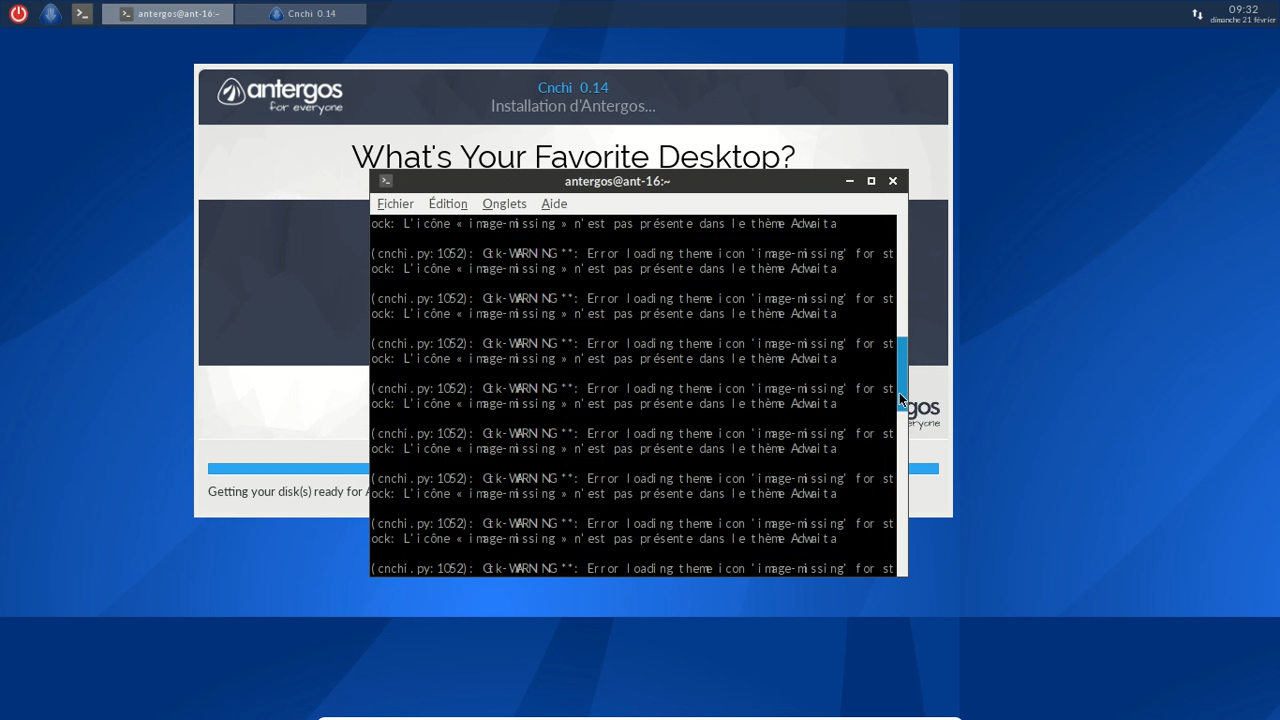 antergos@ant-16:~
Cnchi 0.14
09:32
dimanche 21 février
antergos
for everyone
Cnchi 0.14
Installation d'Antergos...
What's Your Favorite Desktop?
antergos@ant-16:~
Fichier Édition Onglets Aide
ock: L'icône « image-missing » n'est pas présente dans le thème Adwaita
(cnchi.py:1052): Gtk-WARNING **: Error loading theme icon 'image-missing' for st
ock: L'icône « image-missing » n'est pas présente dans le thème Adwaita
(cnchi.py:1052): Gtk-WARNING **: Error loading theme icon 'image-missing' for st
ock: L'icône « image-missing » n'est pas présente dans le thème Adwaita
(cnchi.py:1052): Gtk-WARNING **: Error loading theme icon 'image-missing' for st
ock: L'icône « image-missing » n'est pas présente dans le thème Adwaita
(cnchi.py:1052): Gtk-WARNING **: Error loading theme icon 'image-missing' for st
ock: L'icône « image-missing » n'est pas présente dans le thème Adwaita
(cnchi.py:1052): Gtk-WARNING **: Error loading theme icon 'image-missing' for st
ock: L'icône « image-missing » n'est pas présente dans le thème Adwaita
(cnchi.py:1052): Gtk-WARNING **: Error loading theme icon 'image-missing' for st
ock: L'icône « image-missing » n'est pas présente dans le thème Adwaita
(cnchi.py:1052): Gtk-WARNING **: Error loading theme icon 'image-missing' for st
ock: L'icône « image-missing » n'est pas présente dans le thème Adwaita
(cnchi.py:1052): Gtk-WARNING **: Error loading theme icon 'image-missing' for st
gos
eryone
Getting your disk(s) ready for